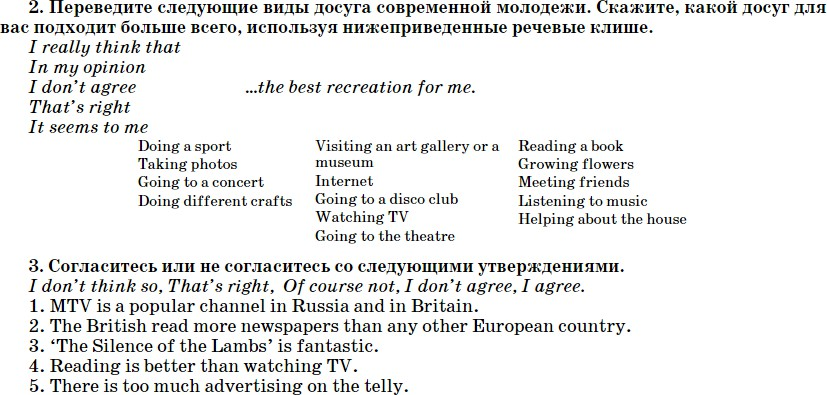 2. Переведите следующие виды досуга современной молодежи. Скажите, какой досуг для
вас подходит больше всего, используя нижеприведенные речевые клише.
I really think that
In my opinion
I don't agree ...the best recreation for me.
That's right
It seems to me
Doing a sport
Taking photos
Going to a concert
Doing different crafts
Visiting an art gallery or a
museum
Internet
Going to a disco club
Watching TV
Going to the theatre
Reading a book
Growing flowers
Meeting friends
Listening to music
Helping about the house
3. Согласитесь или не согласитесь со следующими утверждениями.
I don't think so, That's right, Of course not, I don't agree, I agree.
1. MTV is a popular channel in Russia and in Britain.
2. The British read more newspapers than any other European country.
3. ‘The Silence of the Lambs’ is fantastic.
4. Reading is better than watching TV.
5. There is too much advertising on the telly.